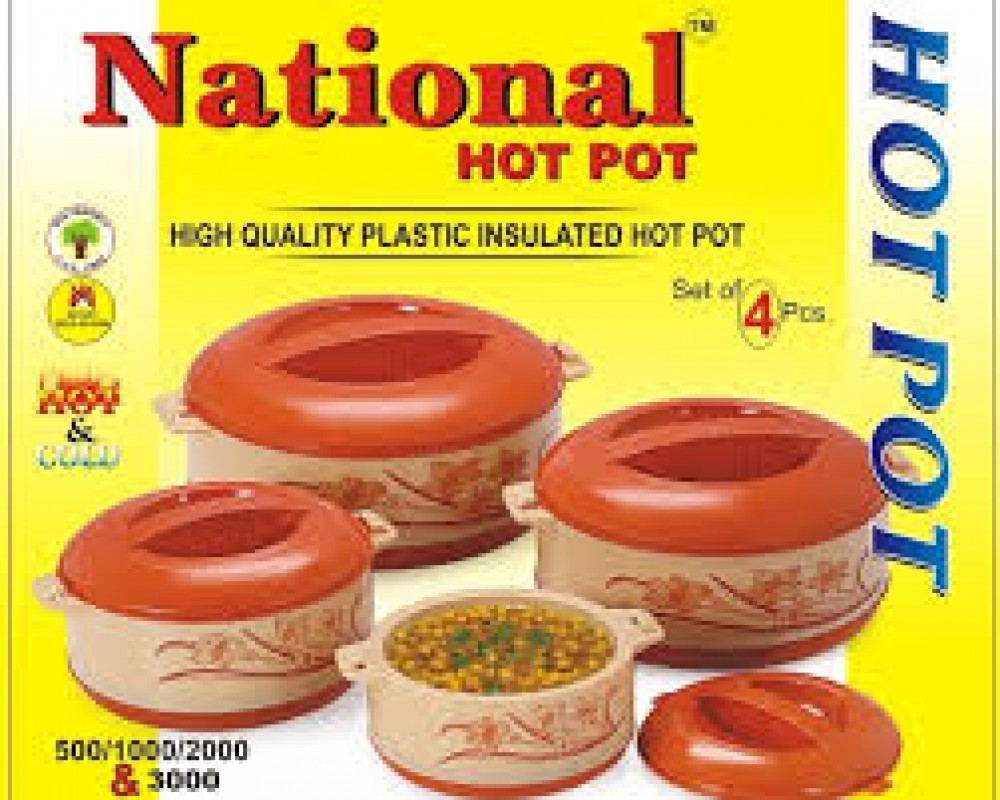 National™
HOT POT
HIGH QUALITY PLASTIC INSULATED HOT POT
Set of 4 Pcs.
HOT
&
COLD
500/1000/2000
& 3000
HOT POT